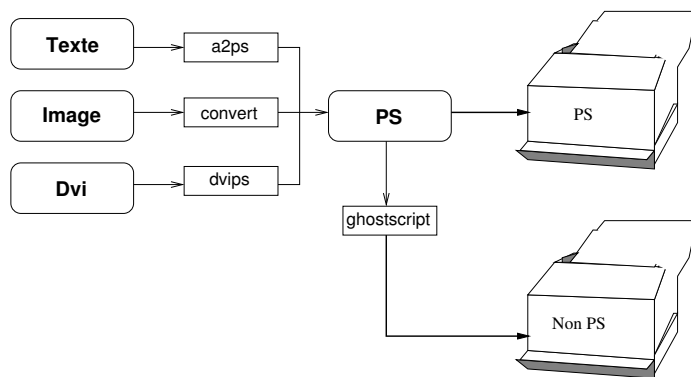 Texte
a2ps
Image
convert
PS
PS
Dvi
dvips
ghostscript
Non PS